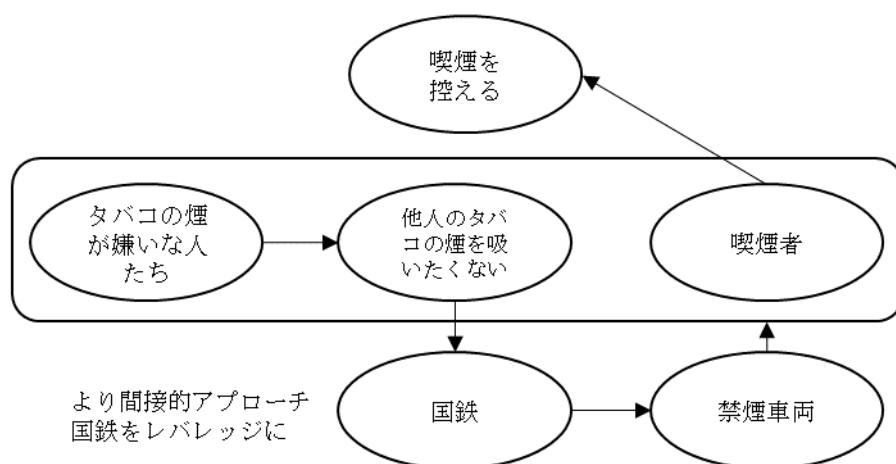 喫煙を
控える
タバコの煙
が嫌いな人
たち
他人のタバ
コの煙を吸
いたくない
喫煙者
より間接的アプローチ
国鉄をレバレッジに
国鉄
禁煙車両